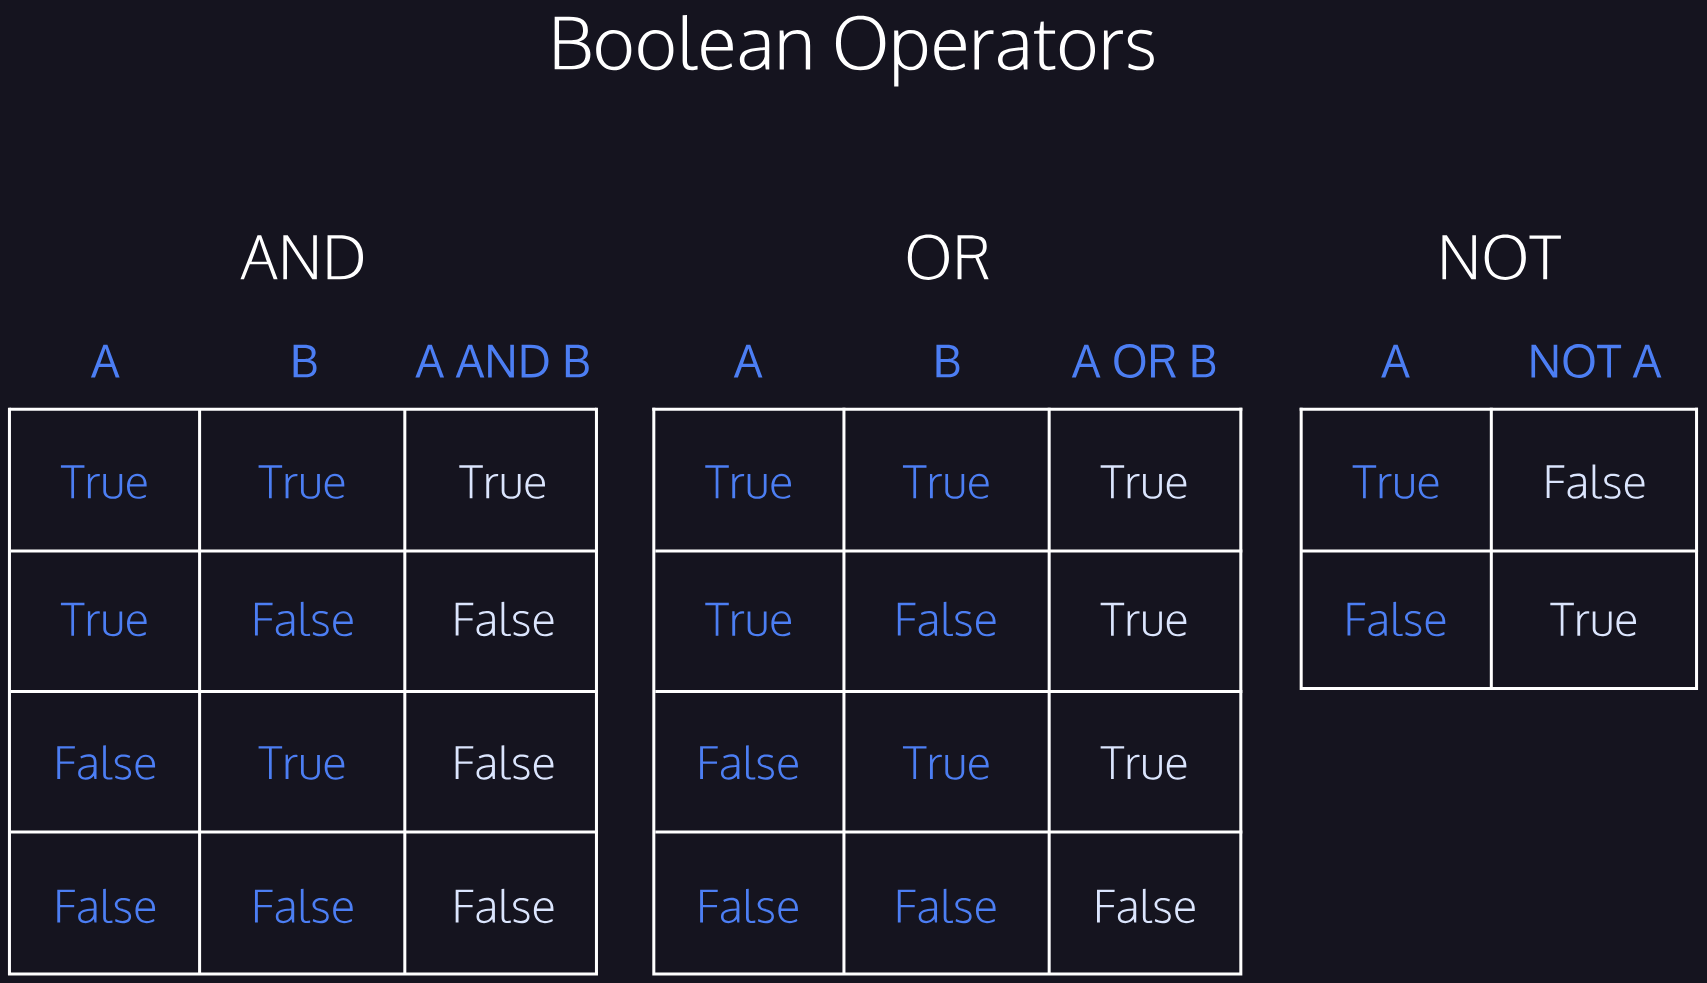 Boolean Operators
AND OR NOT
A B A AND B A B A OR B A NOT A
True True True True True True True False
True False False True False True False True
False True False False True True
False False False False False False